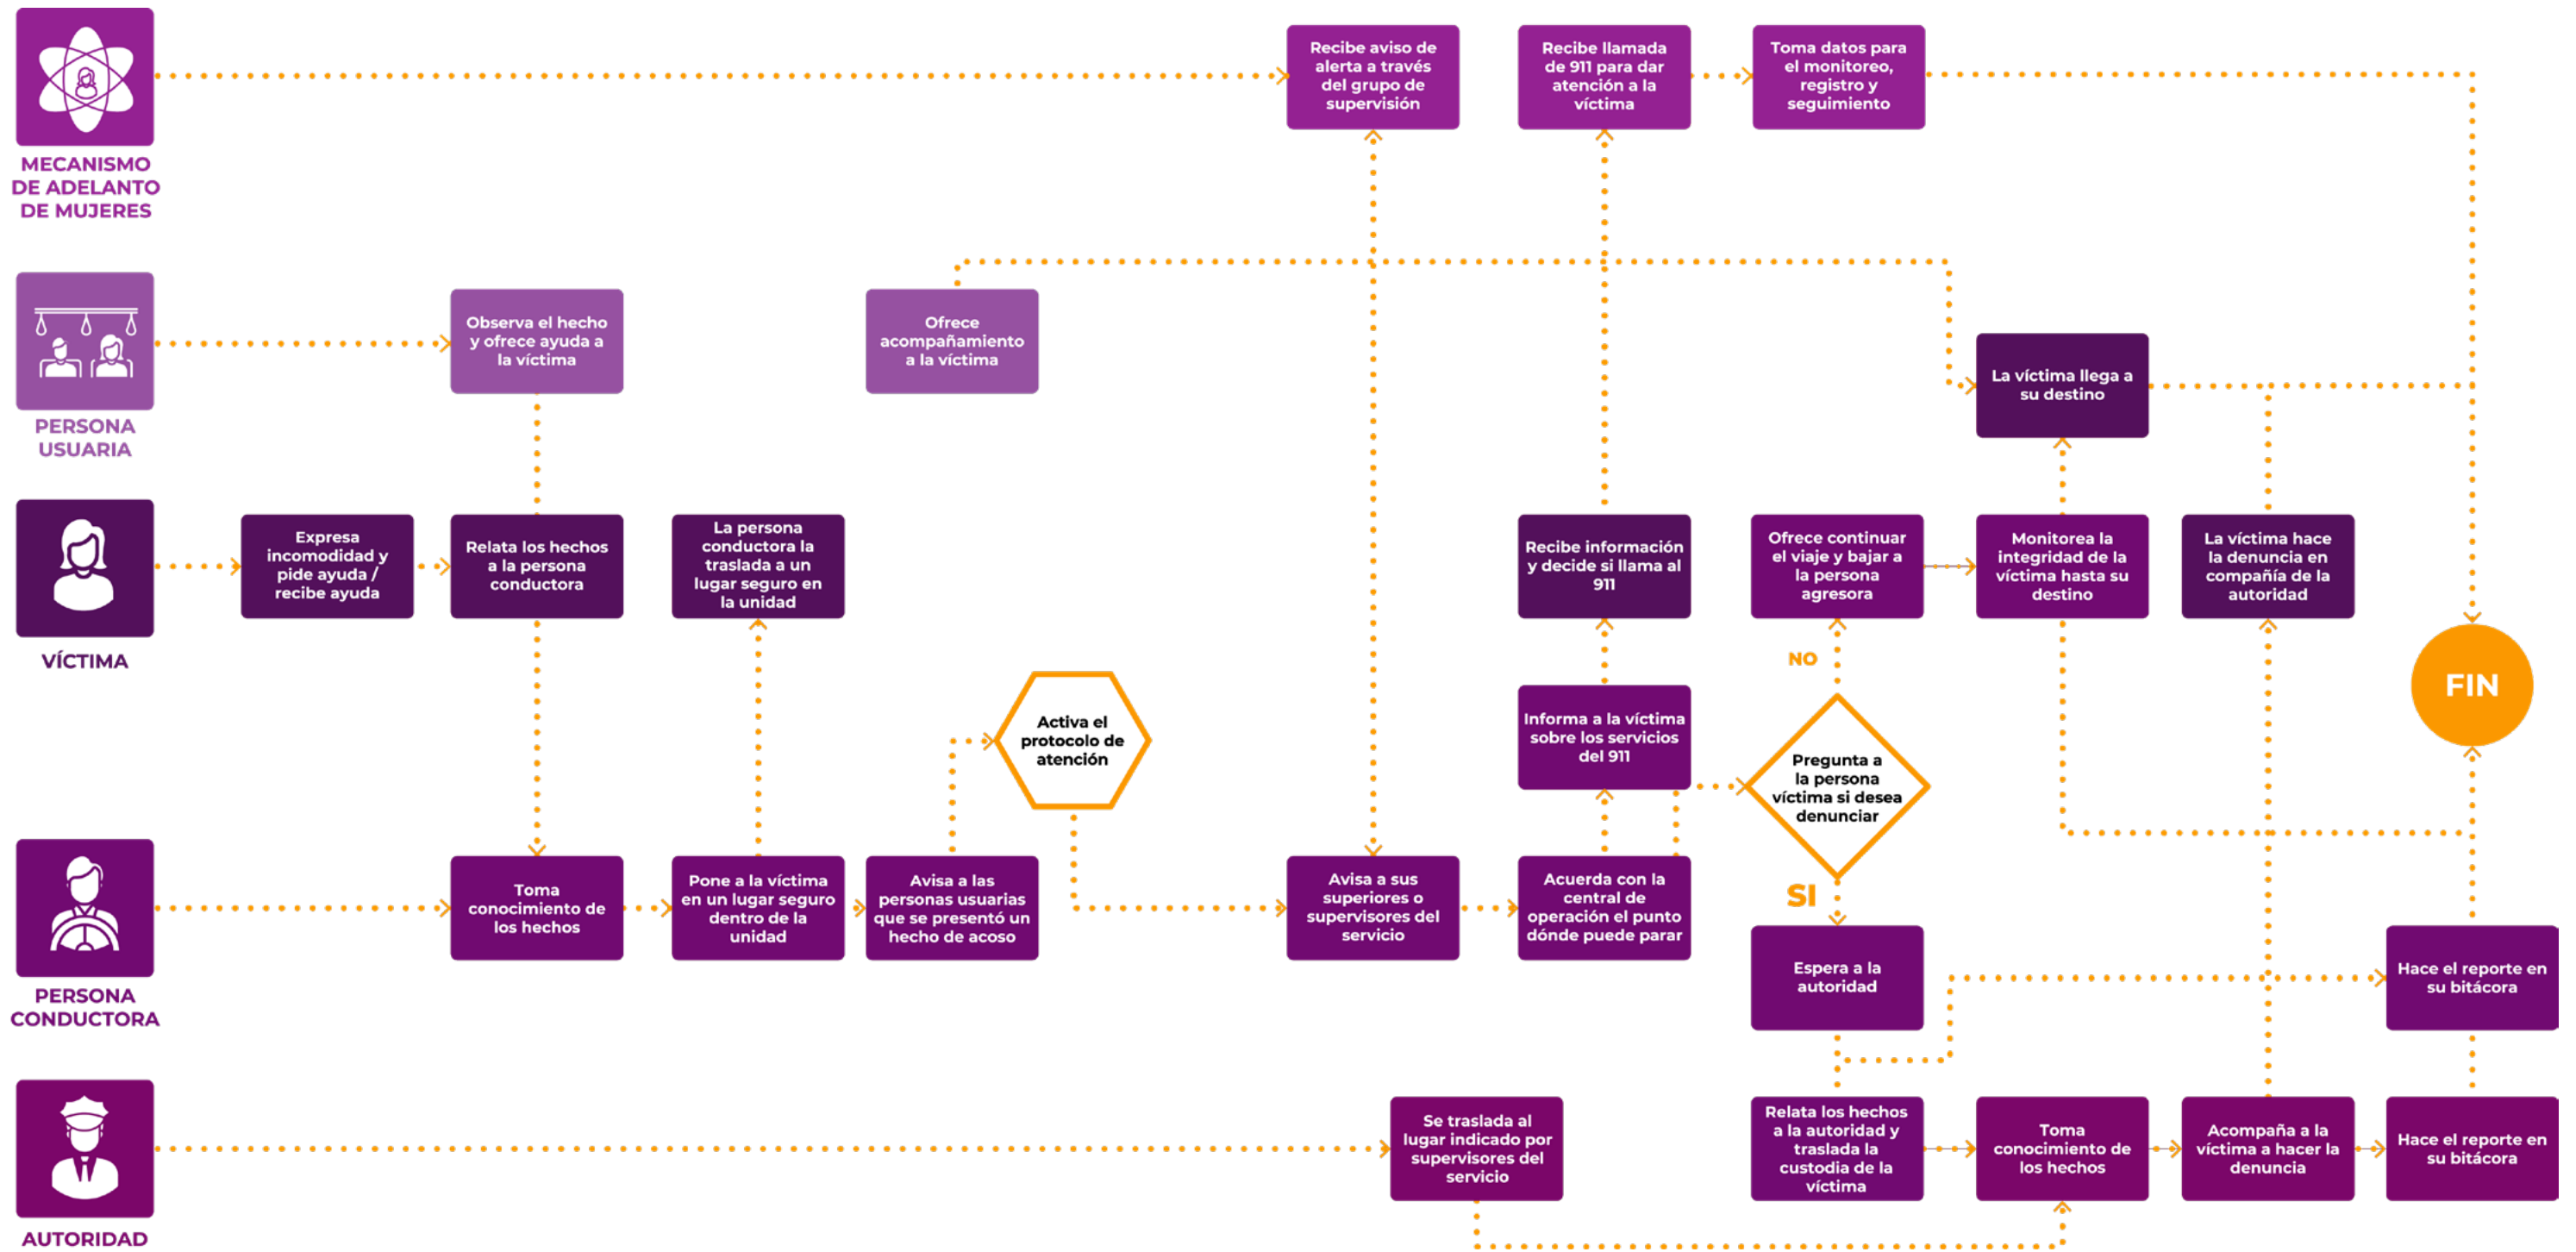 MECANISMO
DE ADELANTO
DE MUJERES
Recibe aviso de
alerta a través
del grupo de
supervisión
Recibe llamada
de 911 para dar
atención a la
víctima
Toma datos para
el monitoreo,
registro y
seguimiento
PERSONA
USUARIA
Observa el hecho
y ofrece ayuda a
la víctima
Ofrece
acompañamiento
a la víctima
La víctima llega a
su destino
VÍCTIMA
Expresa
incomodidad y
pide ayuda /
recibe ayuda
Relata los hechos
a la persona
conductora
La persona
conductora la
traslada a un
lugar seguro en
la unidad
Recibe información
y decide si llama al
911
Ofrece continuar
el viaje y bajar a
la persona
agresora
Monitorea la
integridad de la
víctima hasta su
destino
La víctima hace
la denuncia en
compañía de la
autoridad
NO
FIN
Activa el
protocolo de
atención
Informa a la víctima
sobre los servicios
del 911
Pregunta a
la persona
víctima si desea
denunciar
SI
PERSONA
CONDUCTORA
Toma
conocimiento de
los hechos
Pone a la víctima
en un lugar seguro
dentro de la
unidad
Avisa a las
personas usuarias
que se presentó un
hecho de acoso
Avisa a sus
superiores o
supervisores del
servicio
Acuerda con la
central de
operación el punto
dónde puede parar
Espera a la
autoridad
Hace el reporte en
su bitácora
AUTORIDAD
Se traslada al
lugar indicado por
supervisores del
servicio
Relata los hechos
a la autoridad y
traslada la
custodia de la
víctima
Toma
conocimiento de
los hechos
Acompaña a la
víctima a hacer la
denuncia
Hace el reporte en
su bitácora